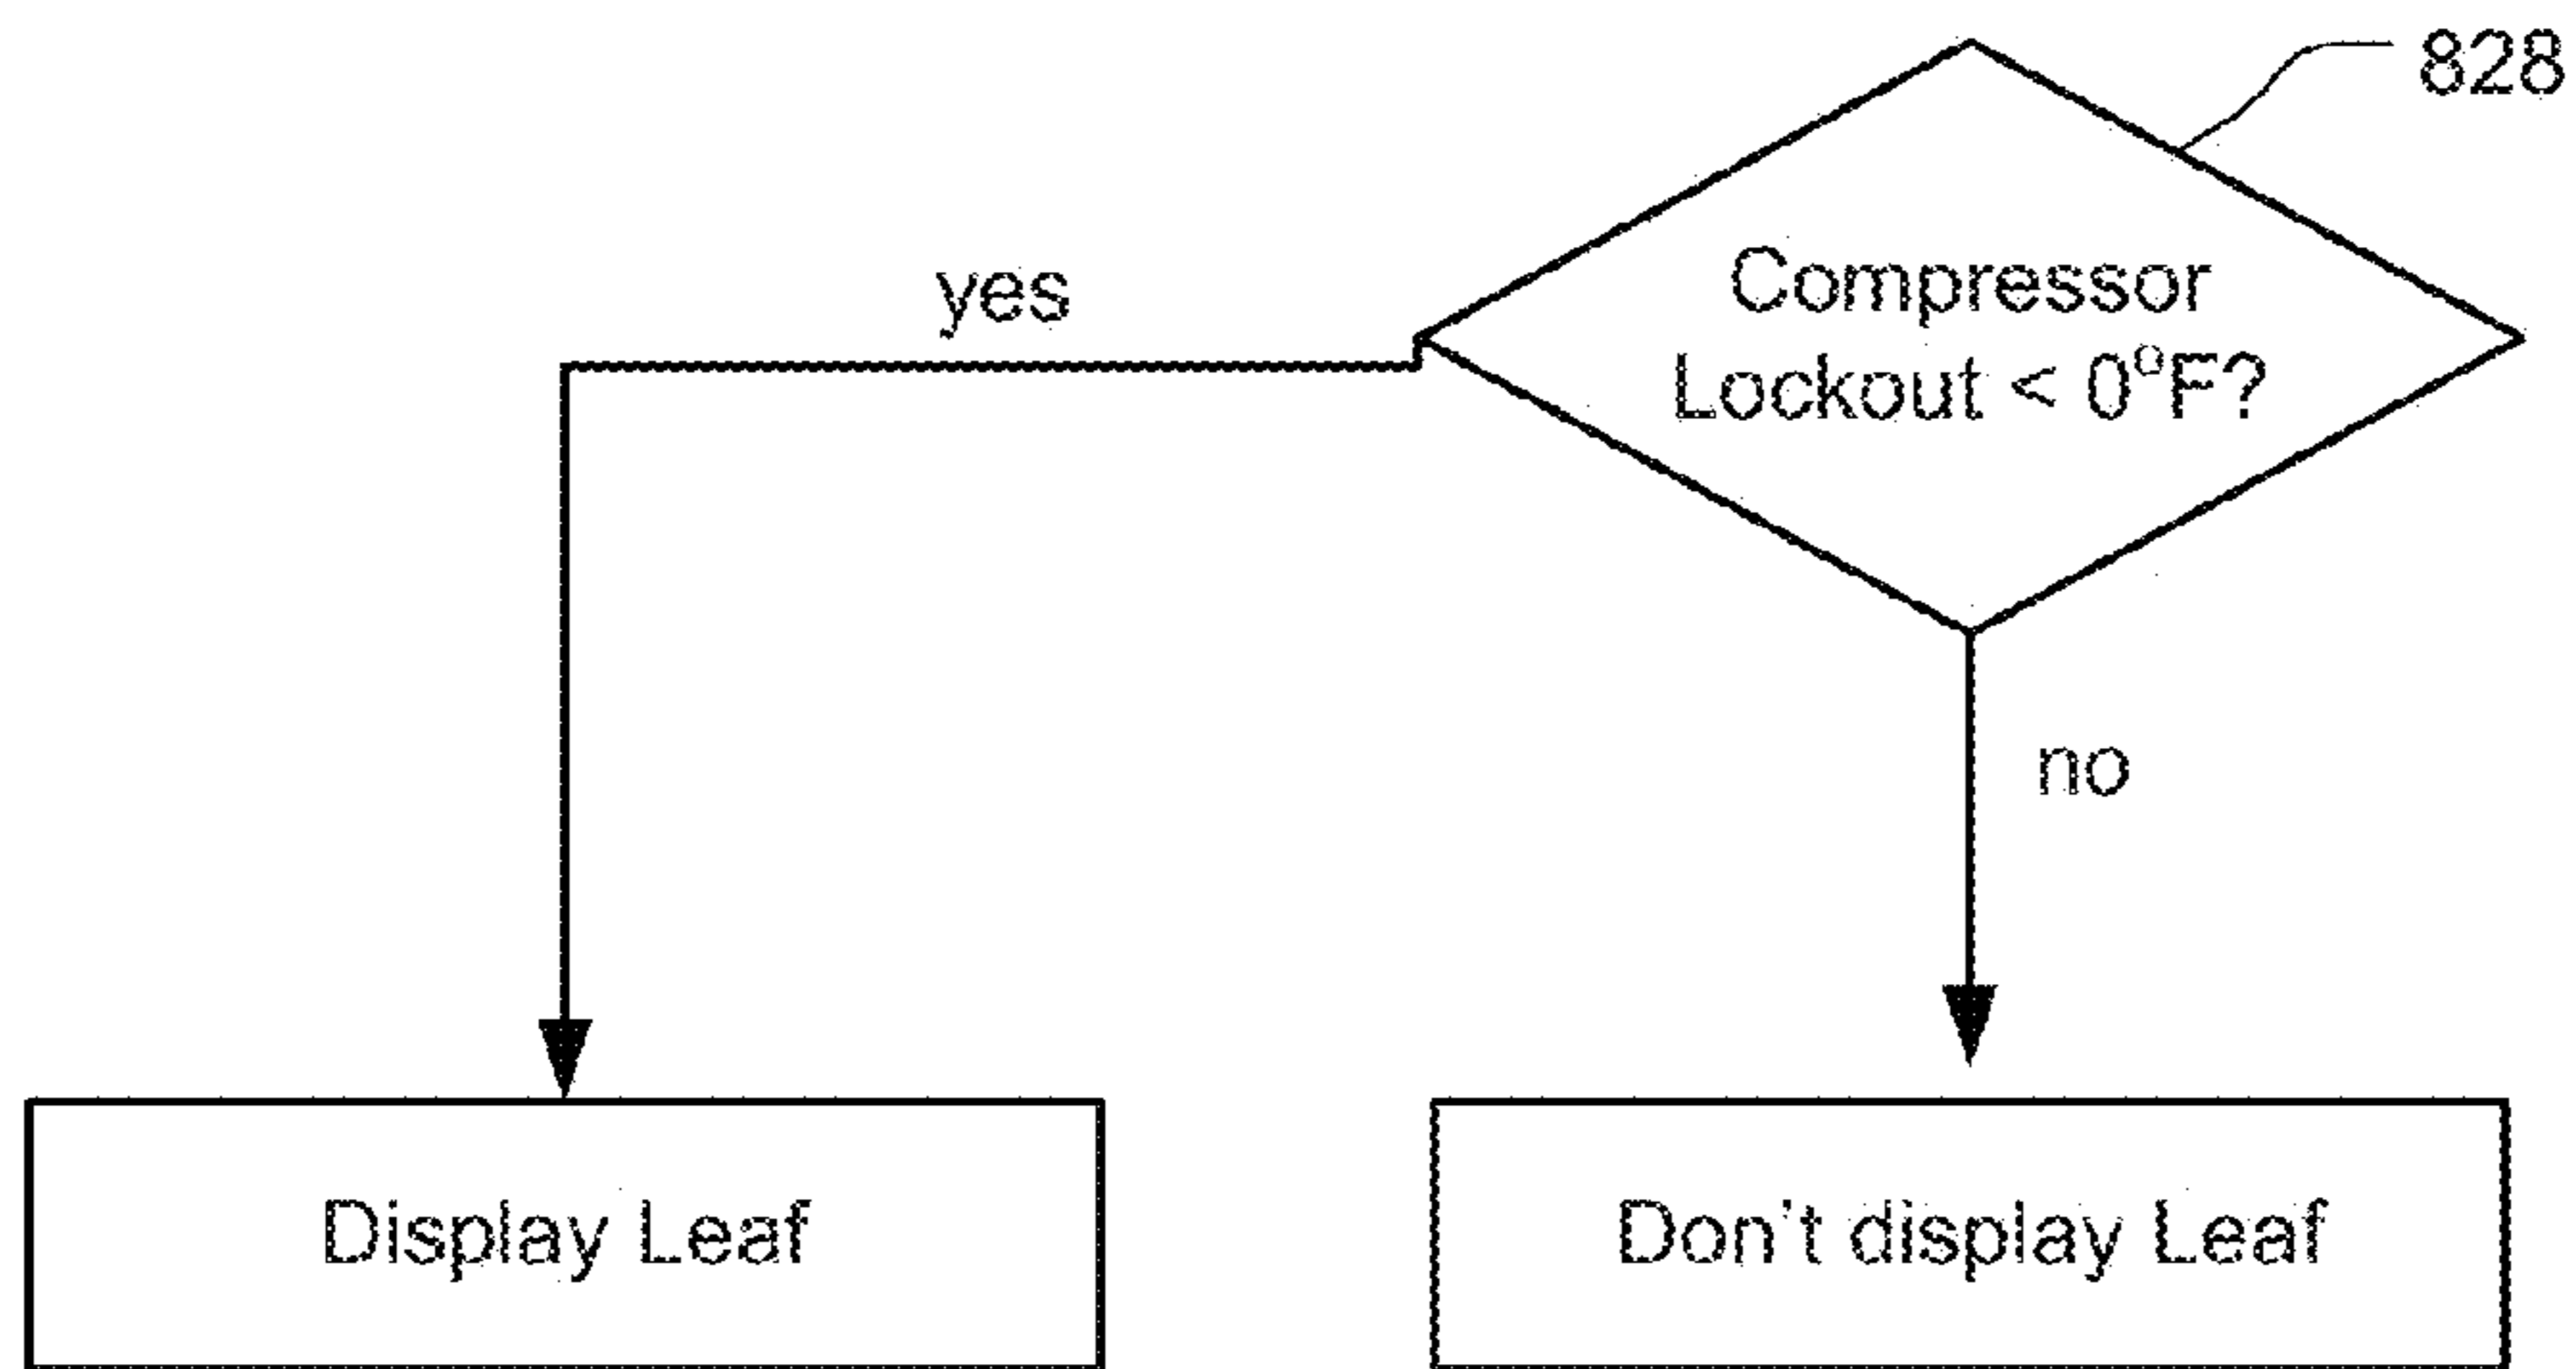 828
Compressor
Lockout < 0°F?
yes
no
Display Leaf
Don't display Leaf